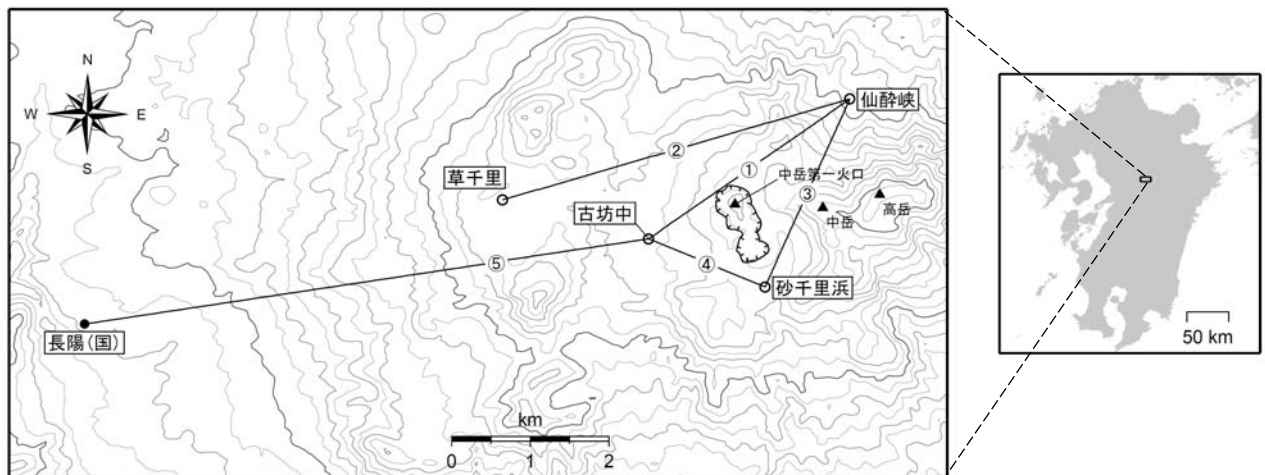 N
W
E
S
仙酔峡
②
草千里
①
中岳第一火口
③
古坊中
中岳
高岳
④
⑤
砂千里浜
長陽(国)
km
0 1 2
50 km